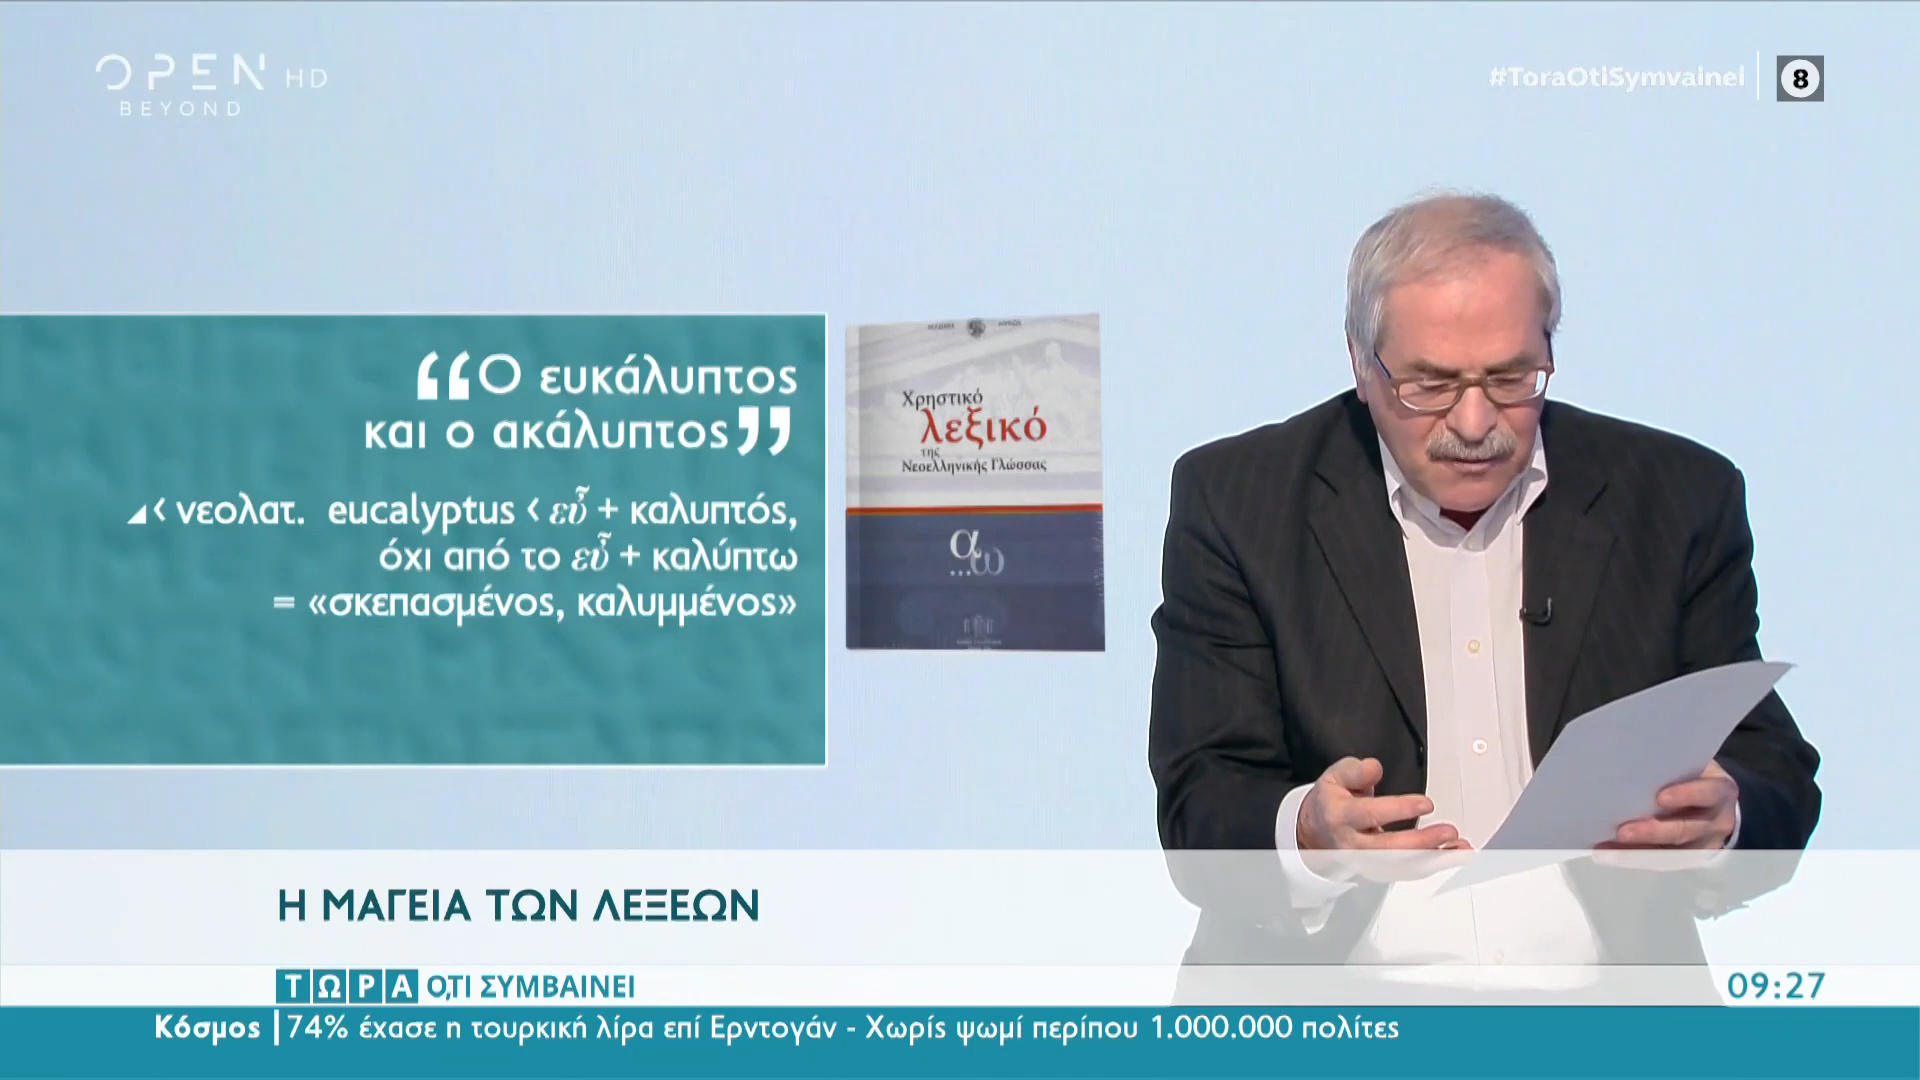 OPEN HD
BEYOND
#ToraOtiSymvainei
8
“Ο ευκάλυπτος
και ο ακάλυπτος”
< νεολατ. eucalyptus < εὖ + καλυπτός,
όχι από το εὖ + καλύπτω
= «σκεπασμένος, καλυμμένος»
ΑΚΑΔΗΜΙΑ ΑΘΗΝΩΝ
Χρηστικό
λεξικό
της
Νεοελληνικής Γλώσσας
α
...ω
Η ΜΑΓΕΙΑ ΤΩΝ ΛΕΞΕΩΝ
ΤΩΡΑ Ο,ΤΙ ΣΥΜΒΑΙΝΕΙ
09:27
Κόσμος | 74% έχασε η τουρκική λίρα επί Ερντογάν - Χωρίς ψωμί περίπου 1.000.000 πολίτες